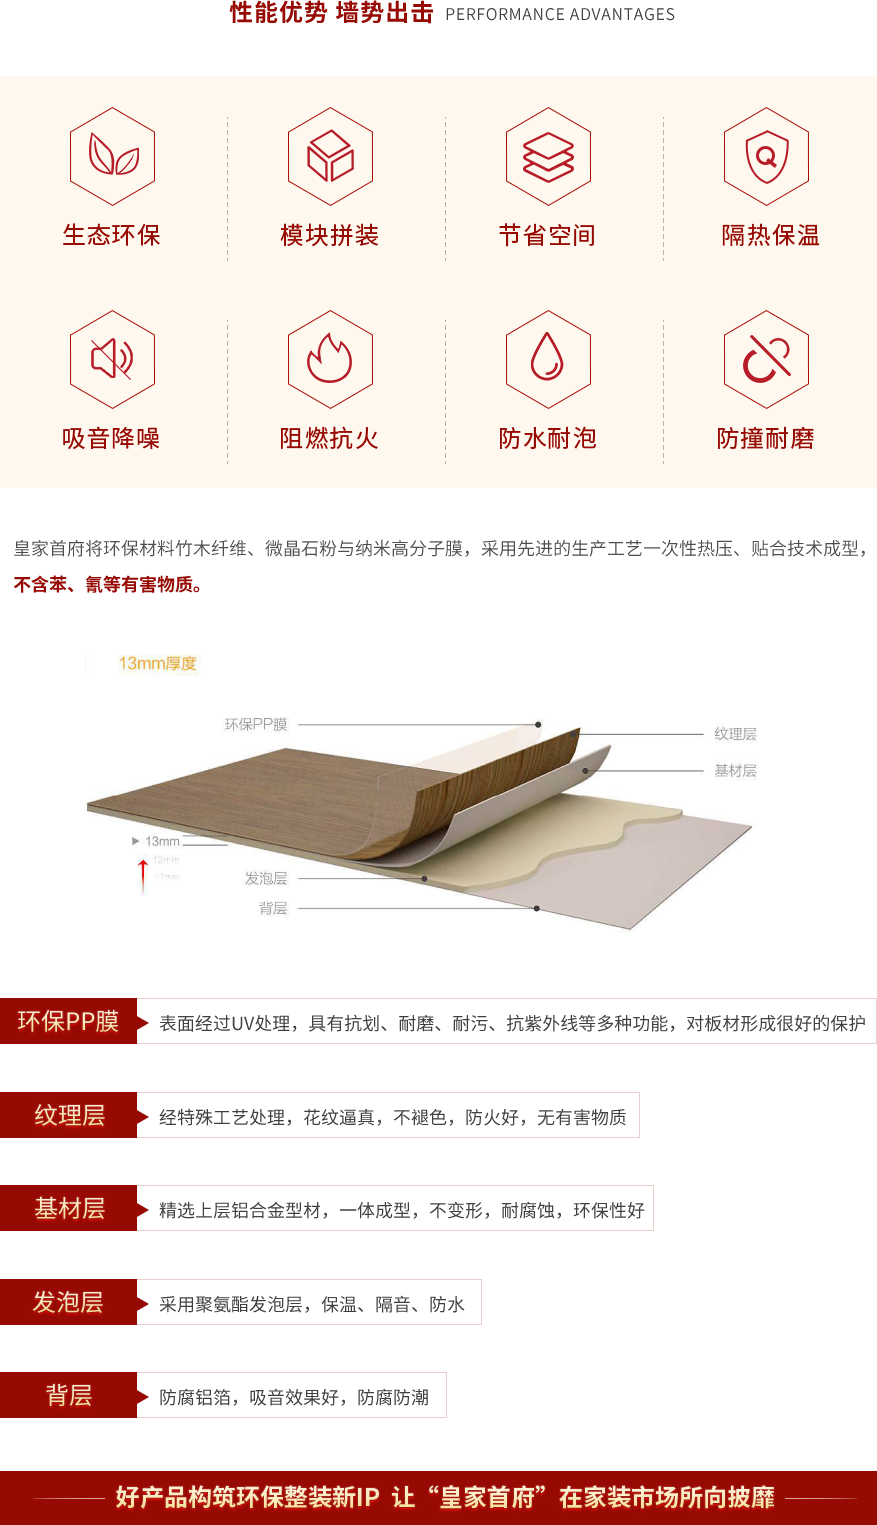 性能优势 墙势出击 PERFORMANCE ADVANTAGES
生态环保 模块拼装 节省空间 隔热保温
Q
吸音降噪 阻燃抗火 防水耐泡 防撞耐磨
皇家首府将环保材料竹木纤维、微晶石粉与纳米高分子膜，采用先进的生产工艺一次性热压、贴合技术成型，
不含苯、氰等有害物质。
13mm厚度
环保PP膜
纹理层
基材层
13mm
12mm
11mm
发泡层
背层
环保PP膜 表面经过UV处理，具有抗划、耐磨、耐污、抗紫外线等多种功能，对板材形成很好的保护
纹理层 经特殊工艺处理，花纹逼真，不褪色，防火好，无有害物质
基材层 精选上层铝合金型材，一体成型，不变形，耐腐蚀，环保性好
发泡层 采用聚氨酯发泡层，保温、隔音、防水
背层 防腐铝箔，吸音效果好，防腐防潮
好产品构筑环保整装新IP 让“皇家首府”在家装市场所向披靡